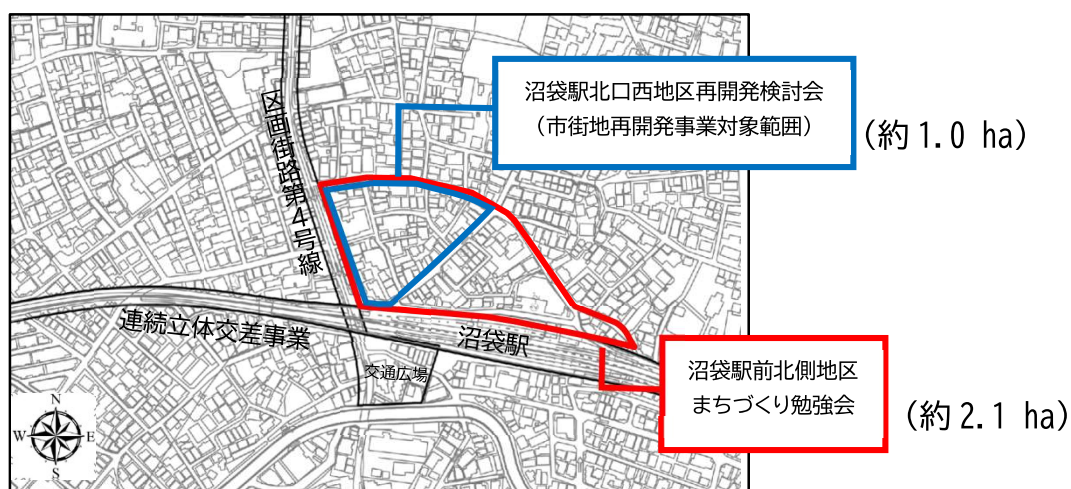 沼袋駅北口西地区再開発検討会
（市街地再開発事業対象範囲）
(約1.0 ha)
区画街路第4号線
連続立体交差事業
沼袋駅
交通広場
沼袋駅前北側地区
まちづくり勉強会
(約2.1 ha)
N
W
E
S